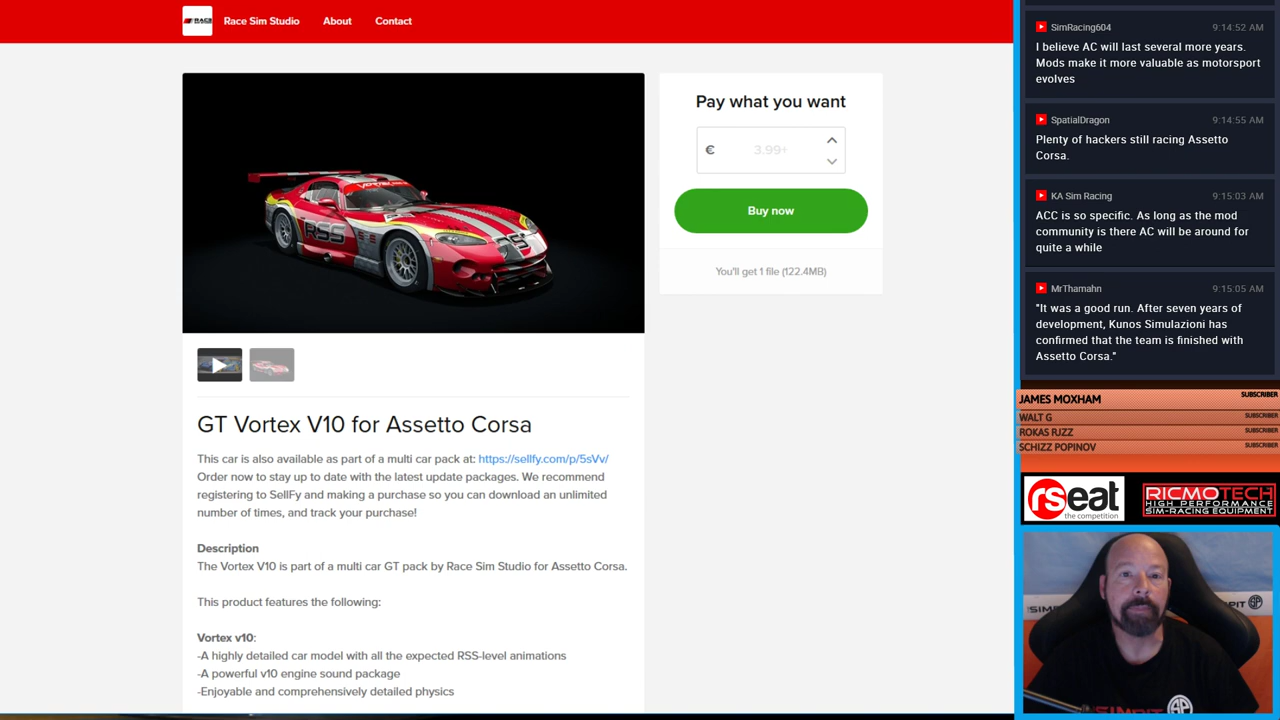 Race Sim Studio About Contact
VORTEX
RSS
Pay what you want
€ 3.99+
Buy now
You'll get 1 file (122.4MB)
GT Vortex V10 for Assetto Corsa
This car is also available as part of a multi car pack at: https://sellfy.com/p/5sVv/
Order now to stay up to date with the latest update packages. We recommend
registering to SellFy and making a purchase so you can download an unlimited
number of times, and track your purchase!
Description
The Vortex V10 is part of a multi car GT pack by Race Sim Studio for Assetto Corsa.
This product features the following:
Vortex v10:
-A highly detailed car model with all the expected RSS-level animations
-A powerful v10 engine sound package
-Enjoyable and comprehensively detailed physics
SimRacing604 9:14:52 AM
I believe AC will last several more years.
Mods make it more valuable as motorsport
evolves
SpatialDragon 9:14:55 AM
Plenty of hackers still racing Assetto
Corsa.
KA Sim Racing 9:15:03 AM
ACC is so specific. As long as the mod
community is there AC will be around for
quite a while
MrThamahn 9:15:05 AM
"It was a good run. After seven years of
development, Kunos Simulazioni has
confirmed that the team is finished with
Assetto Corsa."
JAMES MOXHAM SUBSCRIBER
WALT G SUBSCRIBER
ROKAS RJZZ SUBSCRIBER
SCHIZZ POPINOV SUBSCRIBER
rseat
the competition
RICMOTECH
HIGH PERFORMANCE
SIM-RACING EQUIPMENT